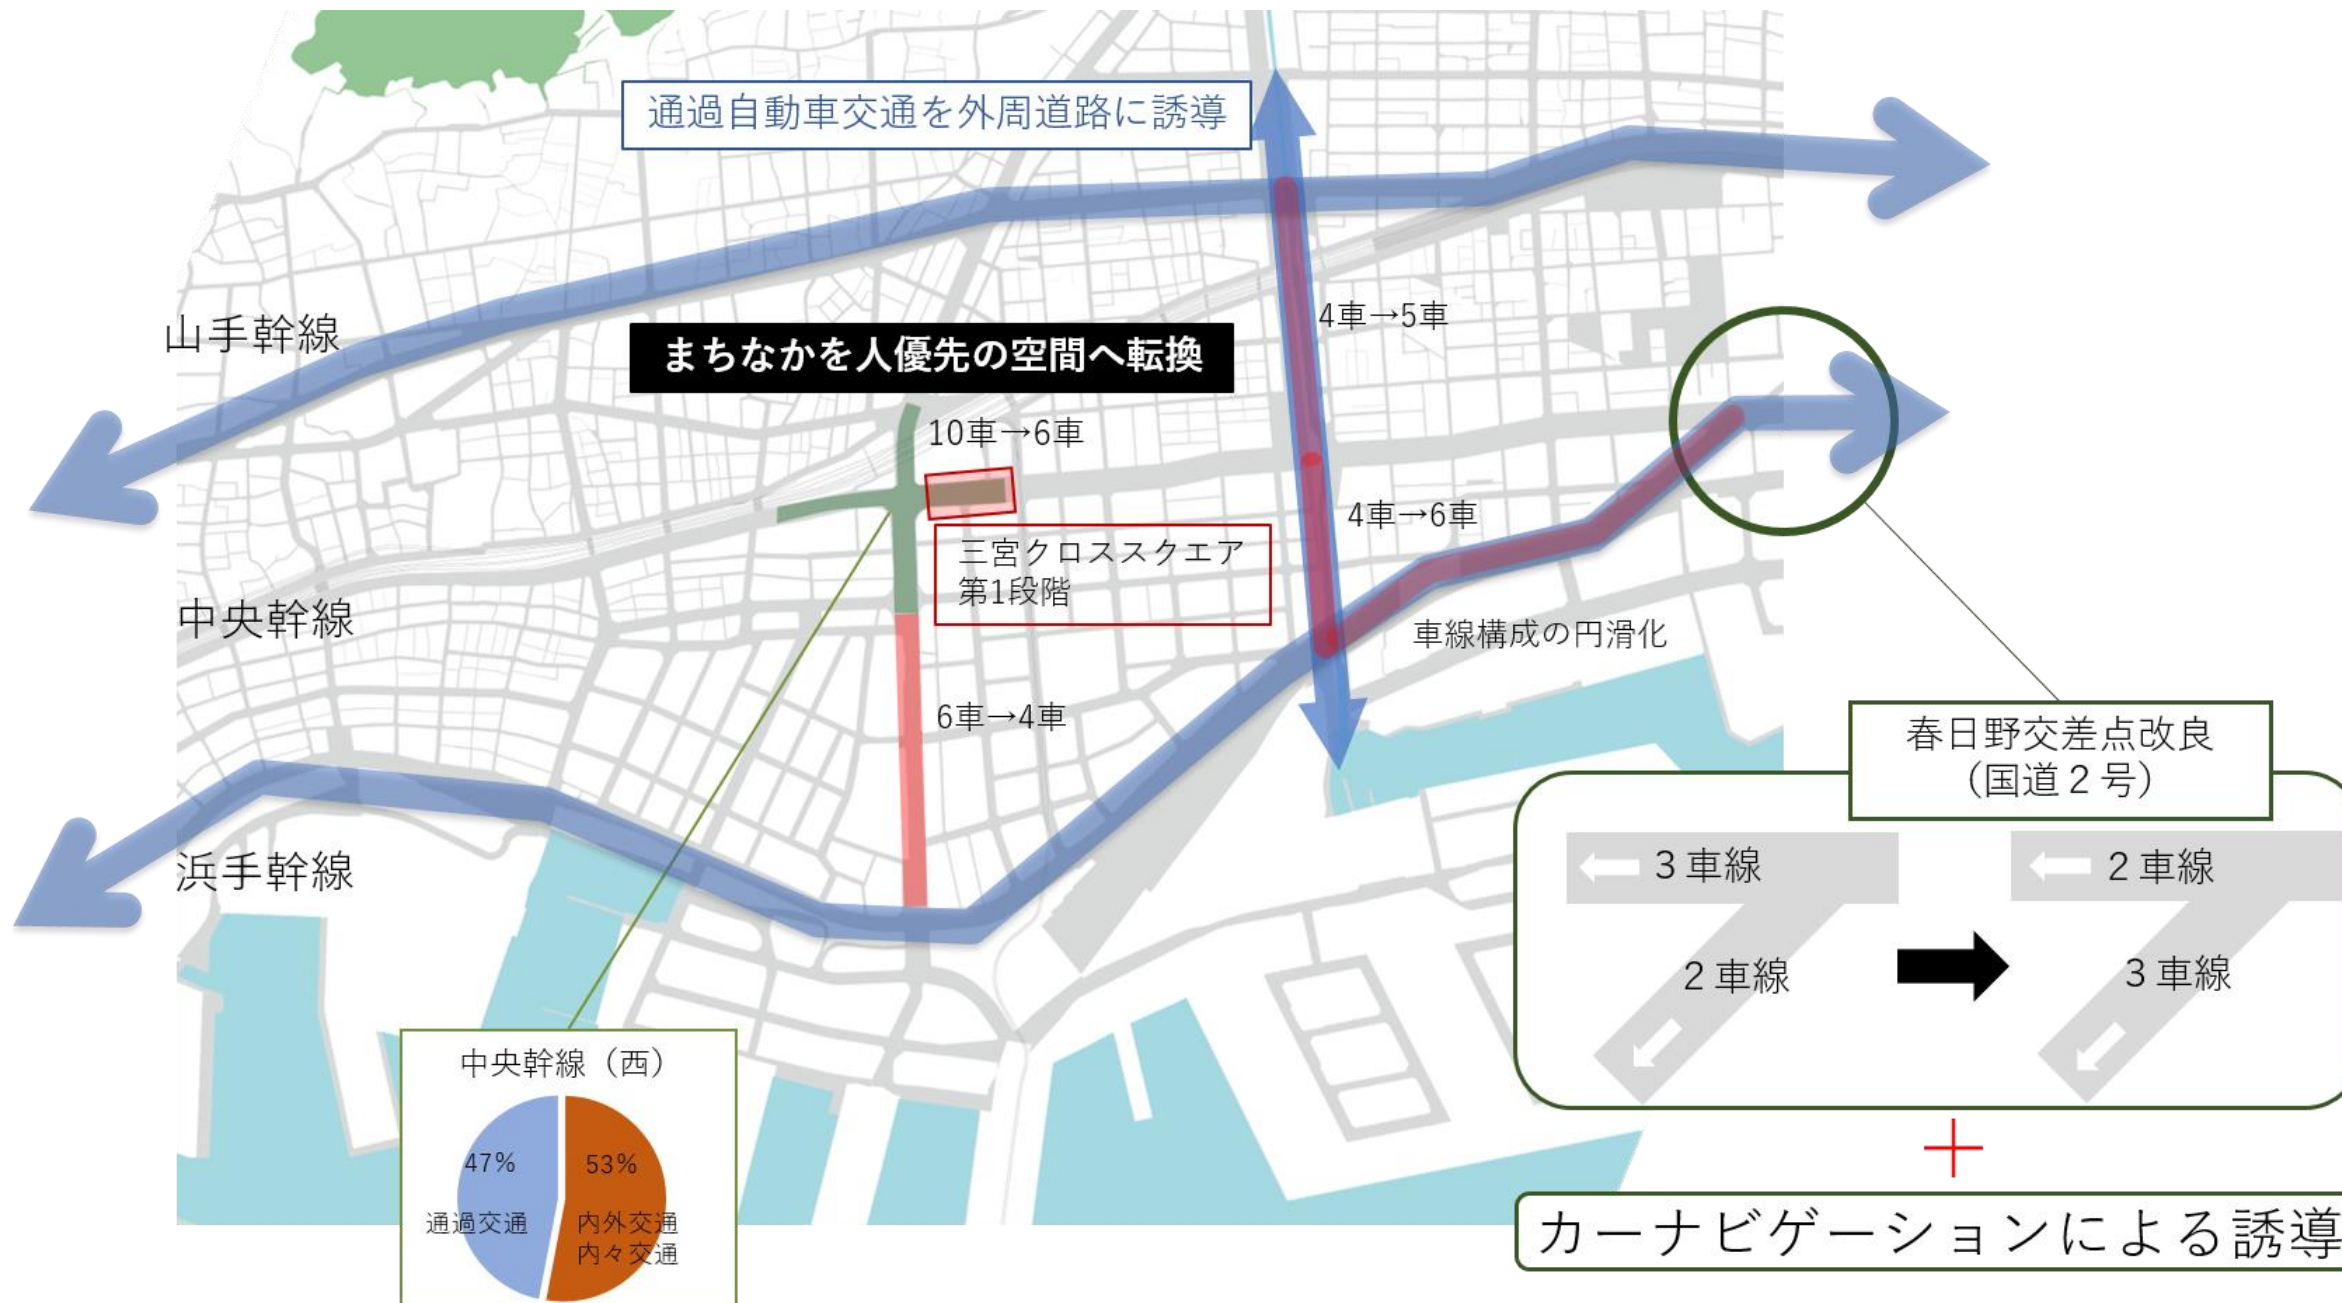 通過自動車交通を外周道路に誘導
山手幹線
4車→5車
まちなかを人優先の空間へ転換
10車→6車
4車→6車
三宮クロススクエア
第1段階
中央幹線
車線構成の円滑化
6車→4車
春日野交差点改良
（国道２号）
浜手幹線
３車線
２車線
２車線
３車線
中央幹線（西）
47%
53%
通過交通
内外交通
内々交通
カーナビゲーションによる誘導